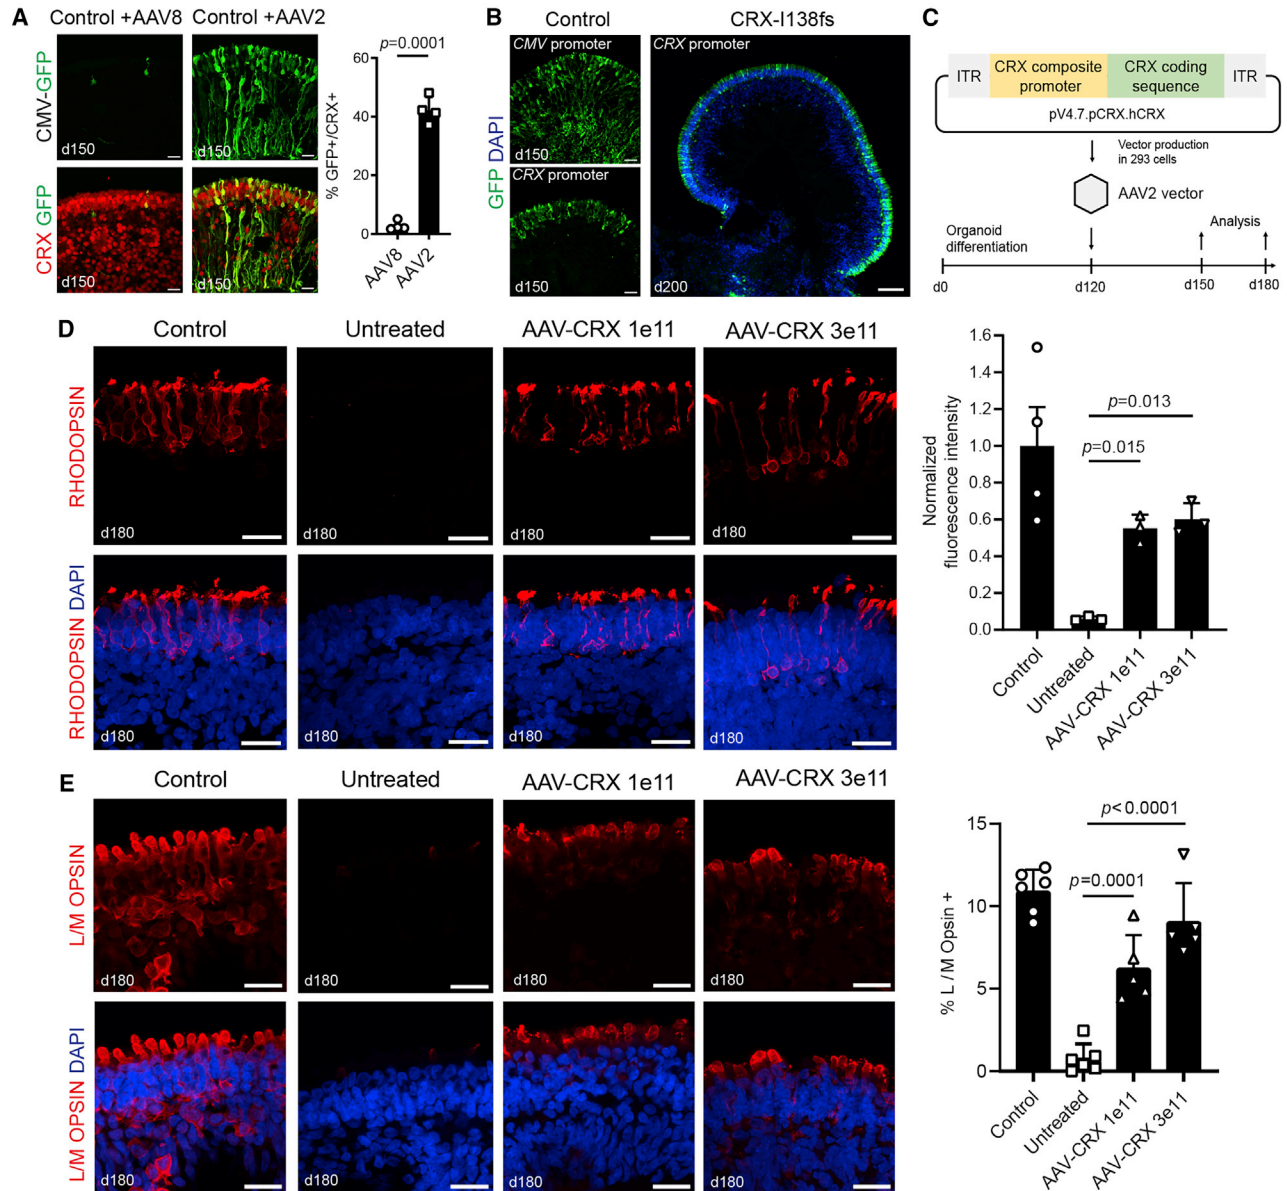 A
Control +AAV8
Control +AAV2
CMV-GFP
d150
d150
CRX GFP
d150
d150
p=0.0001
% GFP+/CRX+
60
40
20
0
AAV8
AAV2
B
Control
CRX-I138fs
GFP DAPI
CMV promoter
d150
CRX promoter
d150
CRX promoter
d200
C
ITR
CRX composite
promoter
CRX coding
sequence
ITR
pV4.7.pCRX.hCRX
Vector production
in 293 cells
AAV2 vector
Organoid
differentiation
Analysis
d0
d120
d150
d180
D
Control
Untreated
AAV-CRX 1e11
AAV-CRX 3e11
RHODOPSIN
d180
d180
d180
d180
RHODOPSIN DAPI
d180
d180
d180
d180
Normalized
fluorescence intensity
1.6
1.4
1.2
1.0
0.8
0.6
0.4
0.2
0.0
p=0.013
p=0.015
Control
Untreated
AAV-CRX 1e11
AAV-CRX 3e11
E
Control
Untreated
AAV-CRX 1e11
AAV-CRX 3e11
L/M OPSIN
d180
d180
d180
d180
L/M OPSIN DAPI
d180
d180
d180
d180
% L / M Opsin +
15
10
5
0
p<0.0001
p=0.0001
Control
Untreated
AAV-CRX 1e11
AAV-CRX 3e11